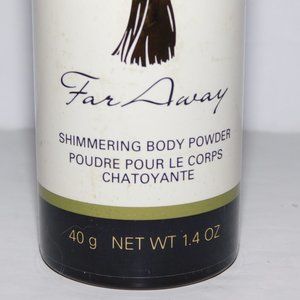 Far Away
SHIMMERING BODY POWDER
POUDRE POUR LE CORPS
CHATOYANTE
40 g NET WT 1.4 OZ